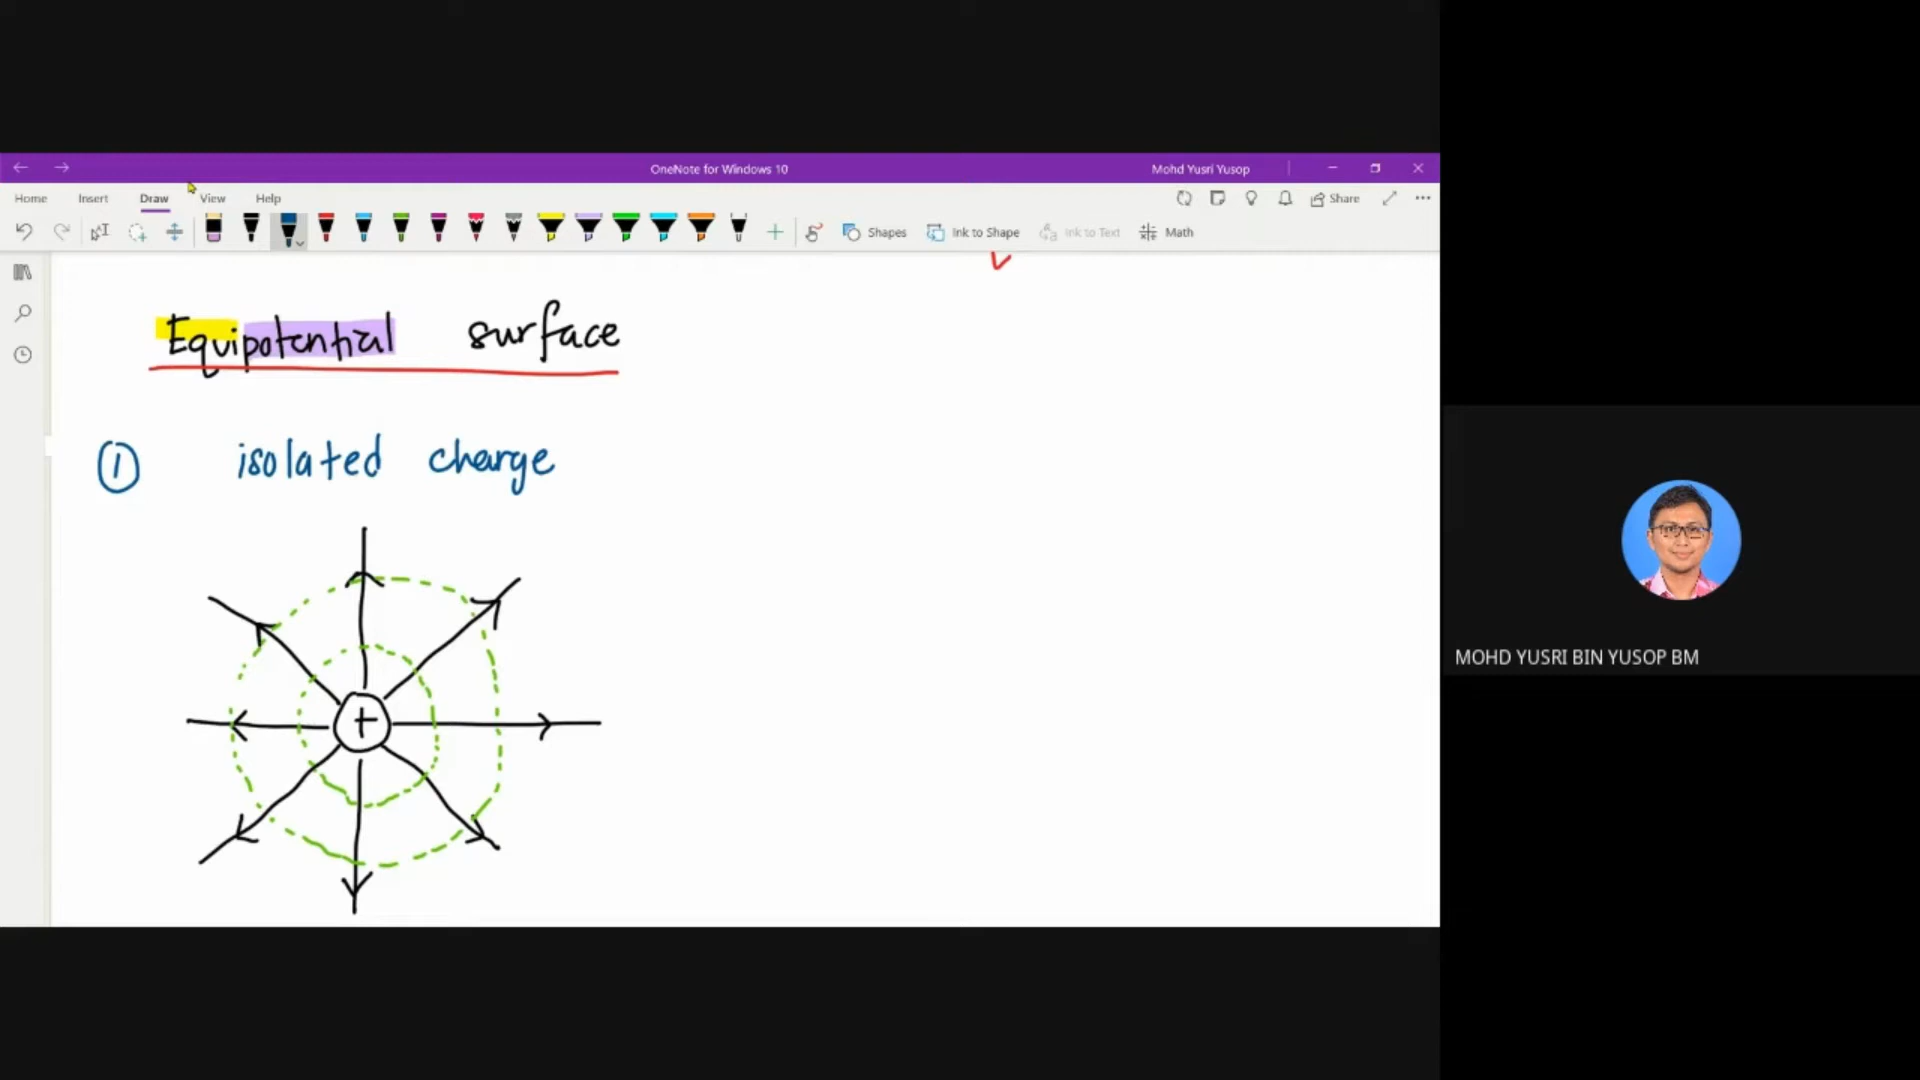 OneNote for Windows 10
Mohd Yusri Yusop
Home Insert Draw View Help
Share
Shapes Ink to Shape Ink to Text Math
Equipotential surface
① isolated charge
+
MOHD YUSRI BIN YUSOP BM